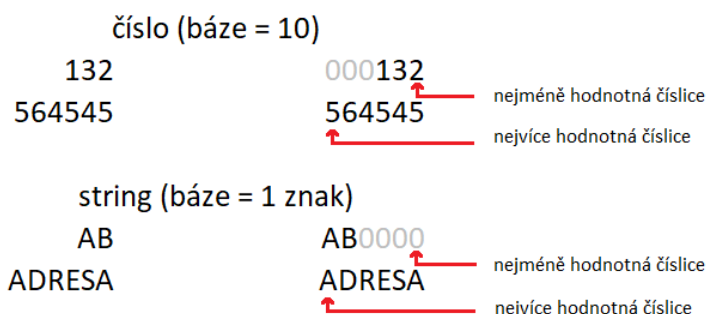 číslo (báze = 10)
132 000132
nejméně hodnotná číslice
564545 564545
nejvíce hodnotná číslice
string (báze = 1 znak)
AB AB0000
nejméně hodnotná číslice
ADRESA ADRESA
nejvíce hodnotná číslice